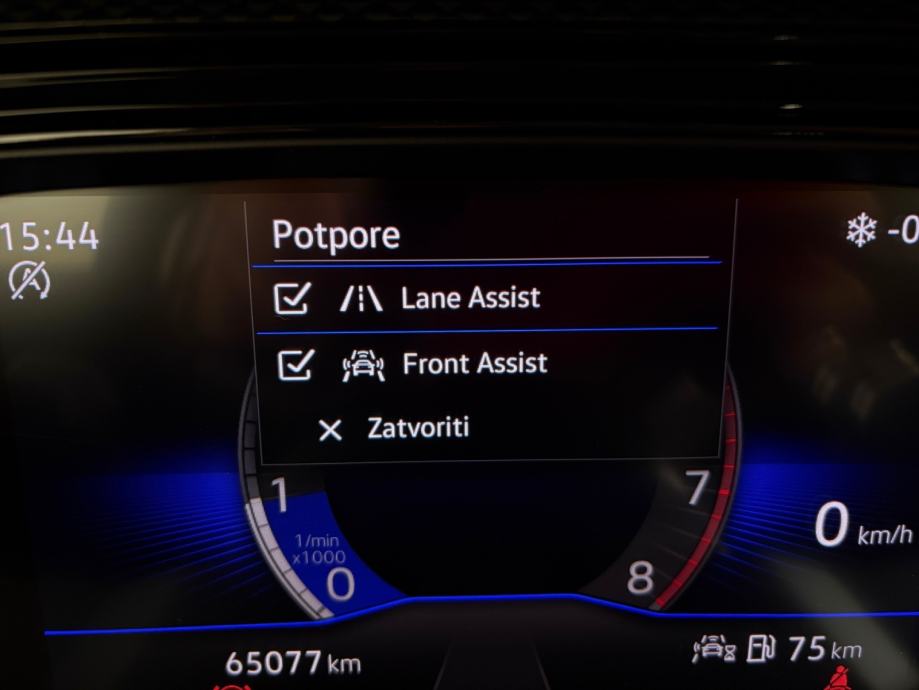 15:44
Potpore
-0
Lane Assist
Front Assist
Zatvoriti
1
7
1/min
x1000
0
8
0 km/h
65077 km
75 km